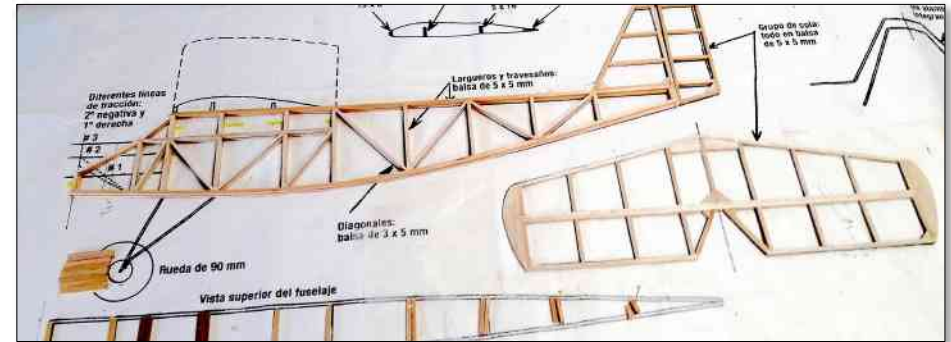 5 x 10
Grupo de cola:
todo en balsa
de 5 x 5 mm
Largueros y travesaños:
balsa de 5 x 5 mm
Diferentes líneas
de tracción:
2º negativa y
1º derecha
# 3
# 2
# 1
Diagonales:
balsa de 3 x 5 mm
Rueda de 90 mm
Vista superior del fuselaje